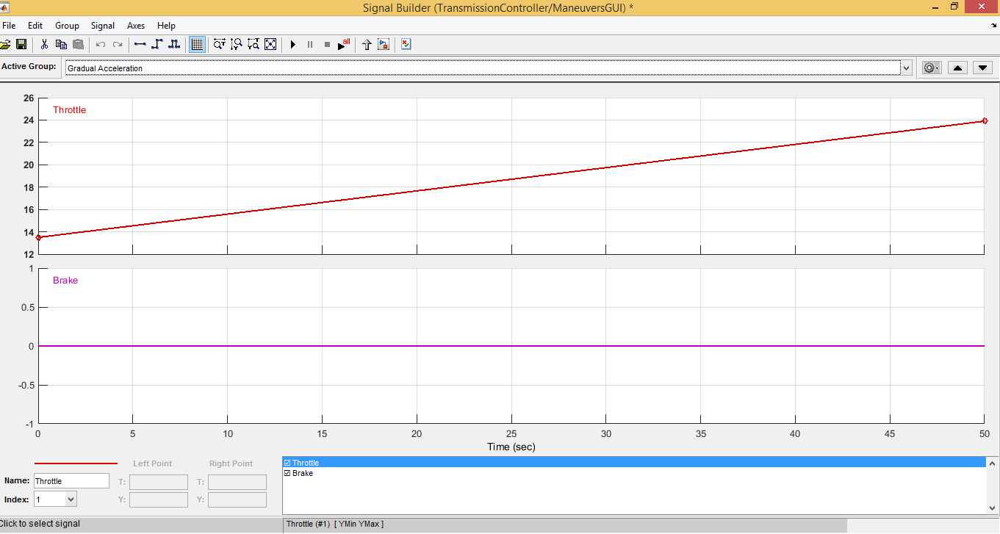 Signal Builder (TransmissionController/ManeuversGUI) *
File Edit Group Signal Axes Help
all
Active Group: Gradual Acceleration
26
Throttle
24
22
20
18
16
14
12
1
Brake
0.5
0
-0.5
-1
0 5 10 15 20 25 30 35 40 45 50
Time (sec)
Left Point Right Point
Name: Throttle T: T:
Index: 1 Y: Y:
Throttle
Brake
Click to select signal
Throttle (#1) [ YMin YMax ]